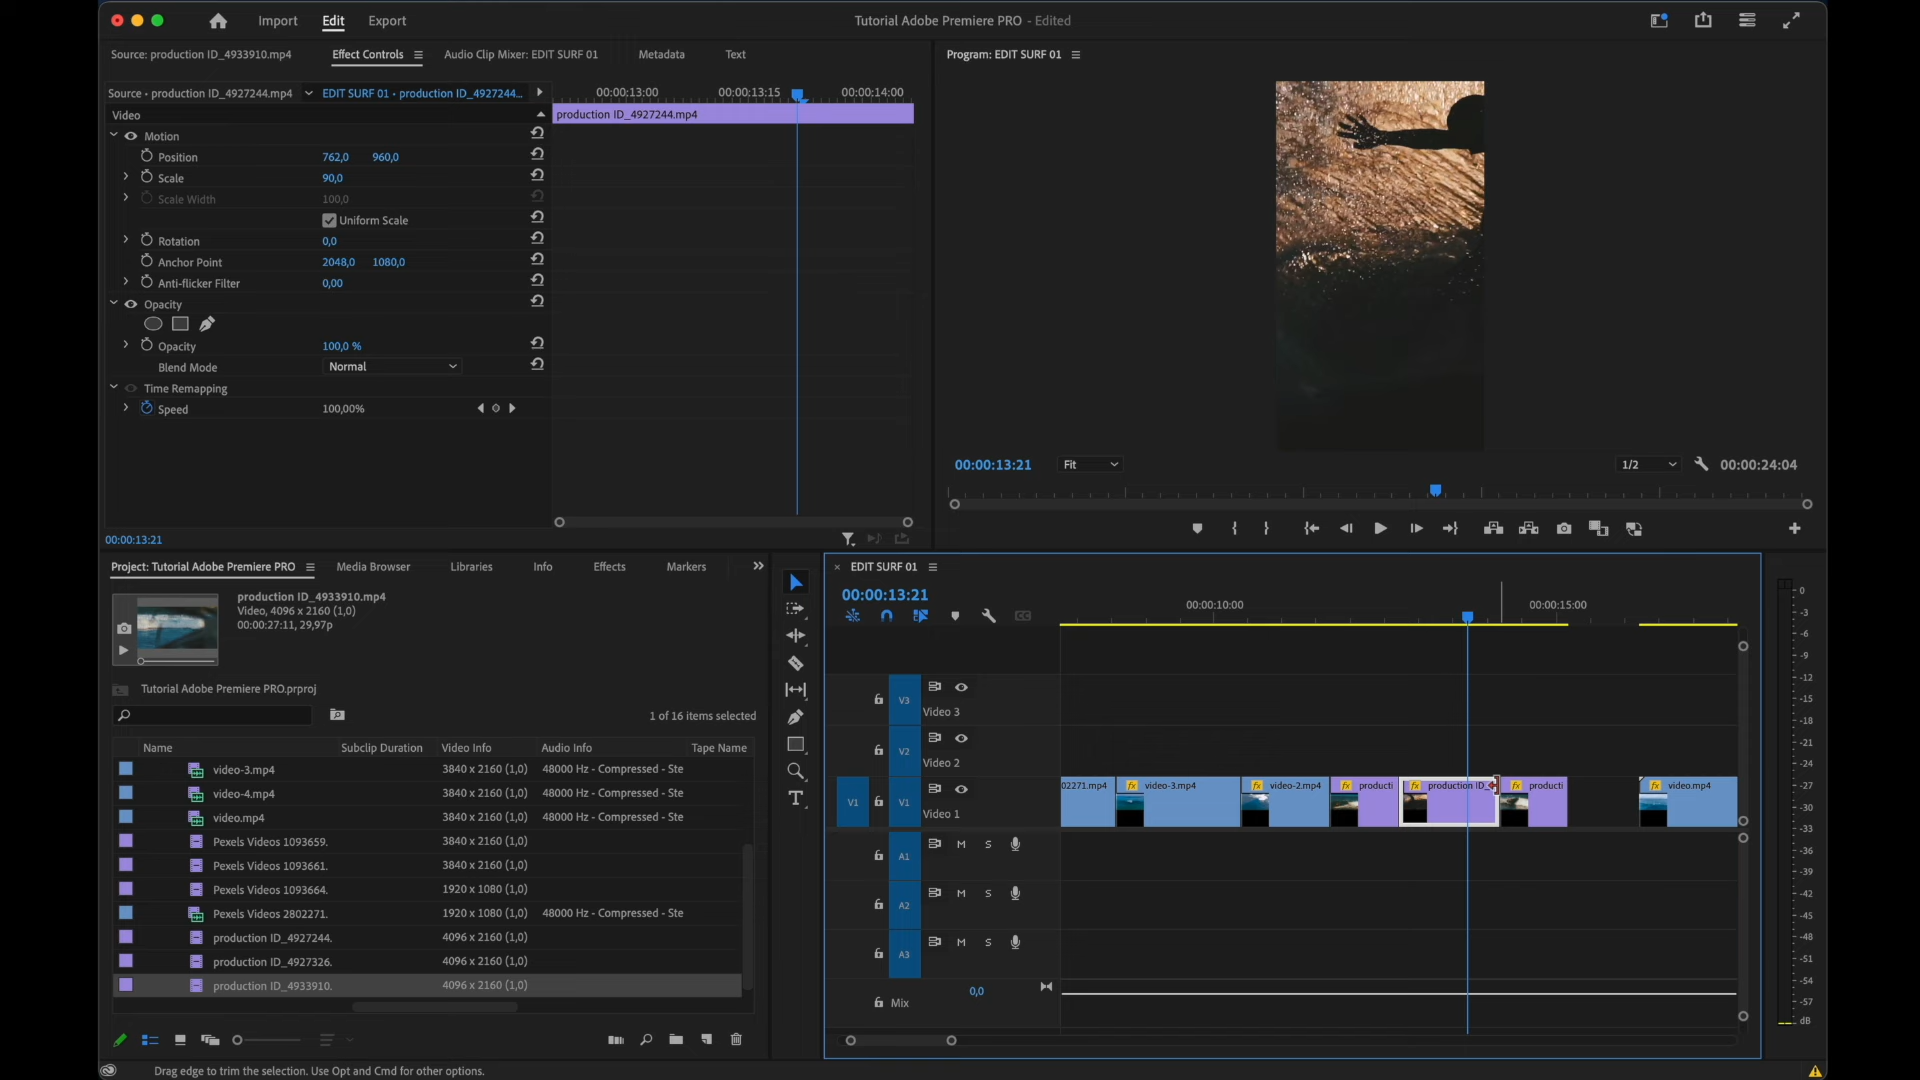 Import Edit Export
Tutorial Adobe Premiere PRO - Edited
Source: production ID_4933910.mp4
Effect Controls
Audio Clip Mixer: EDIT SURF 01
Metadata
Text
Program: EDIT SURF 01
Source • production ID_4927244.mp4
EDIT SURF 01 • production ID_4927244...
00:00:13:00 00:00:13:15 00:00:14:00
Video
production ID_4927244.mp4
Motion
Position 762,0 960,0
Scale 90,0
Scale Width 100,0
Uniform Scale
Rotation 0,0
Anchor Point 2048,0 1080,0
Anti-flicker Filter 0,00
Opacity
Opacity 100,0 %
Blend Mode Normal
Time Remapping
Speed 100,00%
00:00:13:21
00:00:13:21 Fit 1/2 00:00:24:04
Project: Tutorial Adobe Premiere PRO
Media Browser
Libraries
Info
Effects
Markers
production ID_4933910.mp4
Video, 4096 x 2160 (1,0)
00:00:27:11, 29,97p
Tutorial Adobe Premiere PRO.prproj
1 of 16 items selected
Name Subclip Duration Video Info Audio Info Tape Name
video-3.mp4 3840 x 2160 (1,0) 48000 Hz - Compressed - Ste
video-4.mp4 3840 x 2160 (1,0) 48000 Hz - Compressed - Ste
video.mp4 3840 x 2160 (1,0) 48000 Hz - Compressed - Ste
Pexels Videos 1093659. 3840 x 2160 (1,0)
Pexels Videos 1093661. 3840 x 2160 (1,0)
Pexels Videos 1093664. 1920 x 1080 (1,0)
Pexels Videos 2802271. 1920 x 1080 (1,0) 48000 Hz - Compressed - Ste
production ID_4927244. 4096 x 2160 (1,0)
production ID_4927326. 4096 x 2160 (1,0)
production ID_4933910. 4096 x 2160 (1,0)
EDIT SURF 01
00:00:13:21
00:00:10:00 00:00:15:00
CC
V3
Video 3
V2
Video 2
V1 V1
Video 1
02271.mp4 fx video-3.mp4 fx video-2.mp4 fx producti fx production ID_ fx producti fx video.mp4
A1 M S
A2 M S
A3 M S
Mix 0,0
0
-3
-6
-9
-12
-15
-18
-21
-24
-27
-30
-33
-36
-39
-42
-45
-48
-51
-54
-57
dB
Drag edge to trim the selection. Use Opt and Cmd for other options.